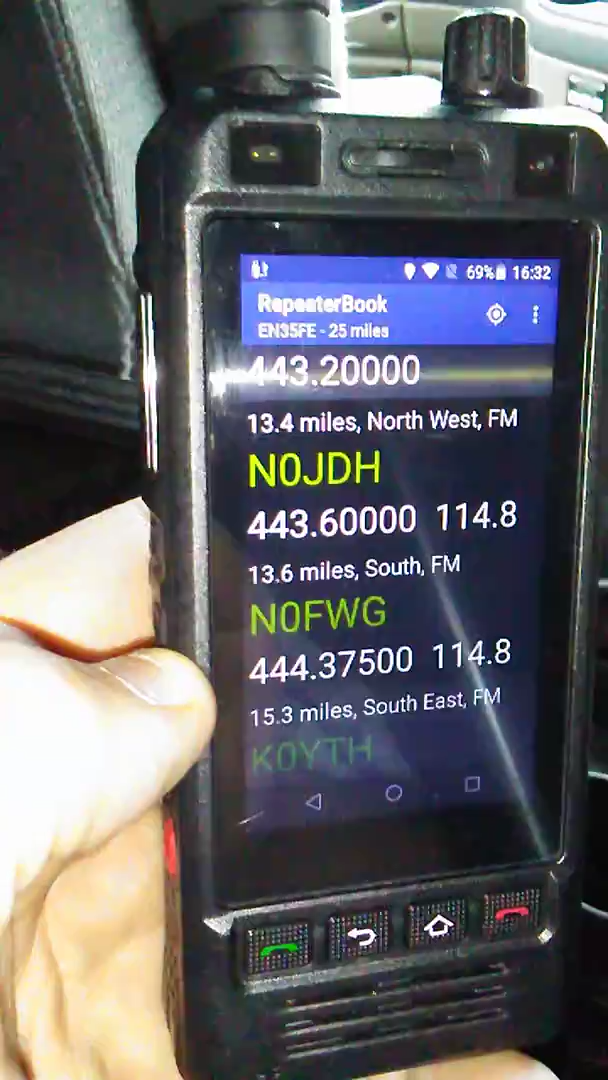 69% 16:32
RepeaterBook
EN35FE - 25 miles
443.20000
13.4 miles, North West, FM
N0JDH
443.60000 114.8
13.6 miles, South, FM
N0FWG
444.37500 114.8
15.3 miles, South East, FM
K0YTH